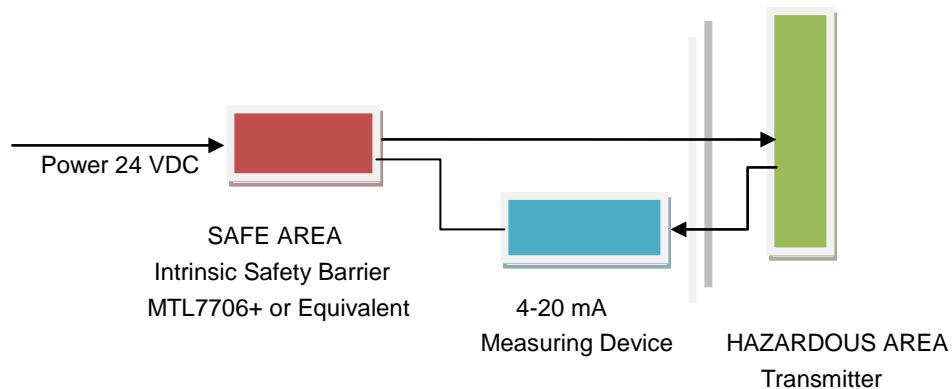 Power 24 VDC
SAFE AREA
Intrinsic Safety Barrier
MTL7706+ or Equivalent
4-20 mA
Measuring Device
HAZARDOUS AREA
Transmitter